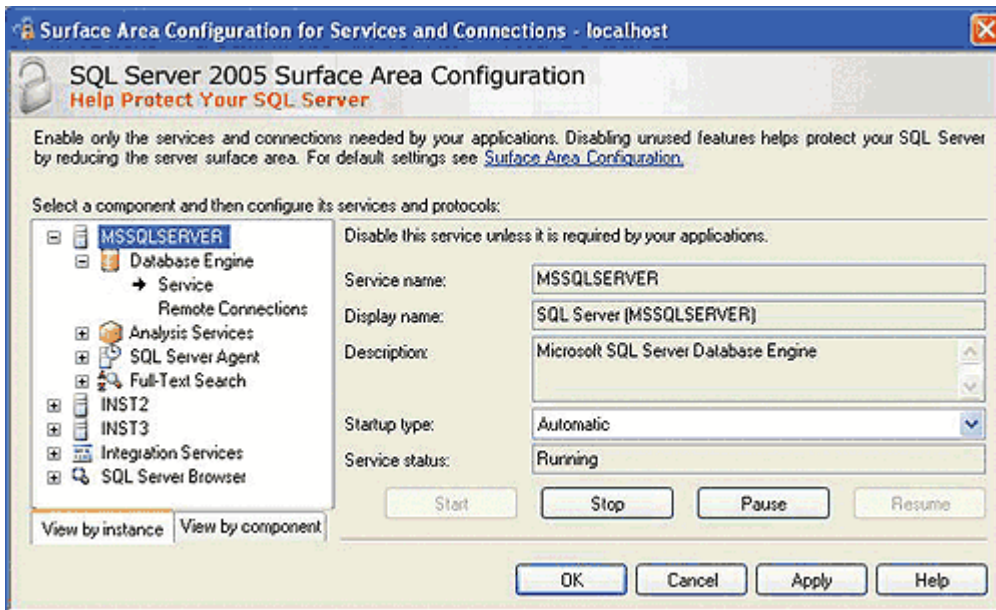 Surface Area Configuration for Services and Connections - localhost
SQL Server 2005 Surface Area Configuration
Help Protect Your SQL Server
Enable only the services and connections needed by your applications. Disabling unused features helps protect your SQL Server
by reducing the server surface area. For default settings see Surface Area Configuration.
Select a component and then configure its services and protocols:
MSSQLSERVER
Database Engine
Service
Remote Connections
Analysis Services
SQL Server Agent
Full-Text Search
INST2
INST3
Integration Services
SQL Server Browser
View by instance
View by component
Disable this service unless it is required by your applications.
Service name: MSSQLSERVER
Display name: SQL Server (MSSQLSERVER)
Description: Microsoft SQL Server Database Engine
Startup type: Automatic
Service status: Running
Start Stop Pause Resume
OK Cancel Apply Help